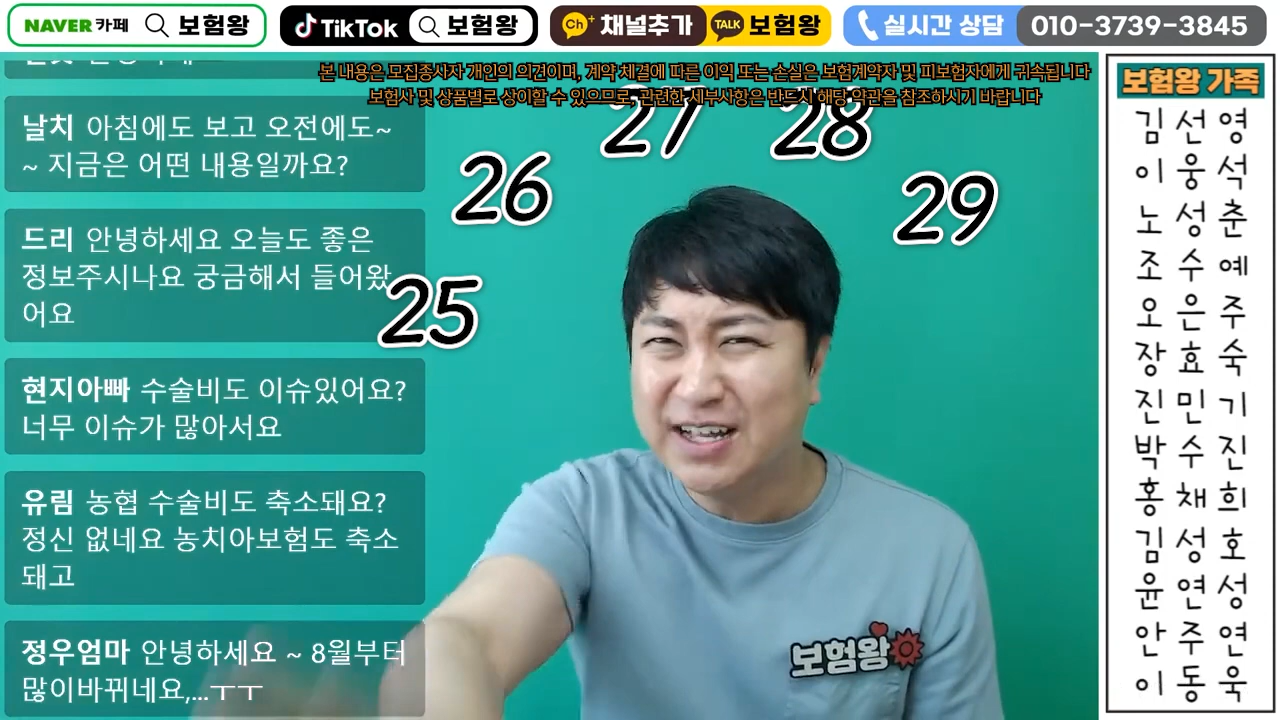 NAVER 카페 보험왕
TikTok 보험왕
Ch+ 채널추가 TALK 보험왕
실시간 상담 010-3739-3845
본 내용은 모집종사자 개인의 의견이며, 계약 체결에 따른 이익 또는 손실은 보험계약자 및 피보험자에게 귀속됩니다
보험사 및 상품별로 상이할 수 있으므로, 관련한 세부사항은 반드시 해당 약관을 참조하시기 바랍니다
날치 아침에도 보고 오전에도~
~ 지금은 어떤 내용일까요?
드리 안녕하세요 오늘도 좋은
정보주시나요 궁금해서 들어왔
어요
현지아빠 수술비도 이슈있어요?
너무 이슈가 많아서요
유림 농협 수술비도 축소돼요?
정신 없네요 농치아보험도 축소
돼고
정우엄마 안녕하세요 ~ 8월부터
많이바뀌네요,...ㅜㅜ
25
26
27
28
29
보험왕
보험왕 가족
김선영
이웅석
노성춘
조수예
오은주
장효숙
진민기
박수진
홍채희
김성호
윤연성
안주연
이동욱